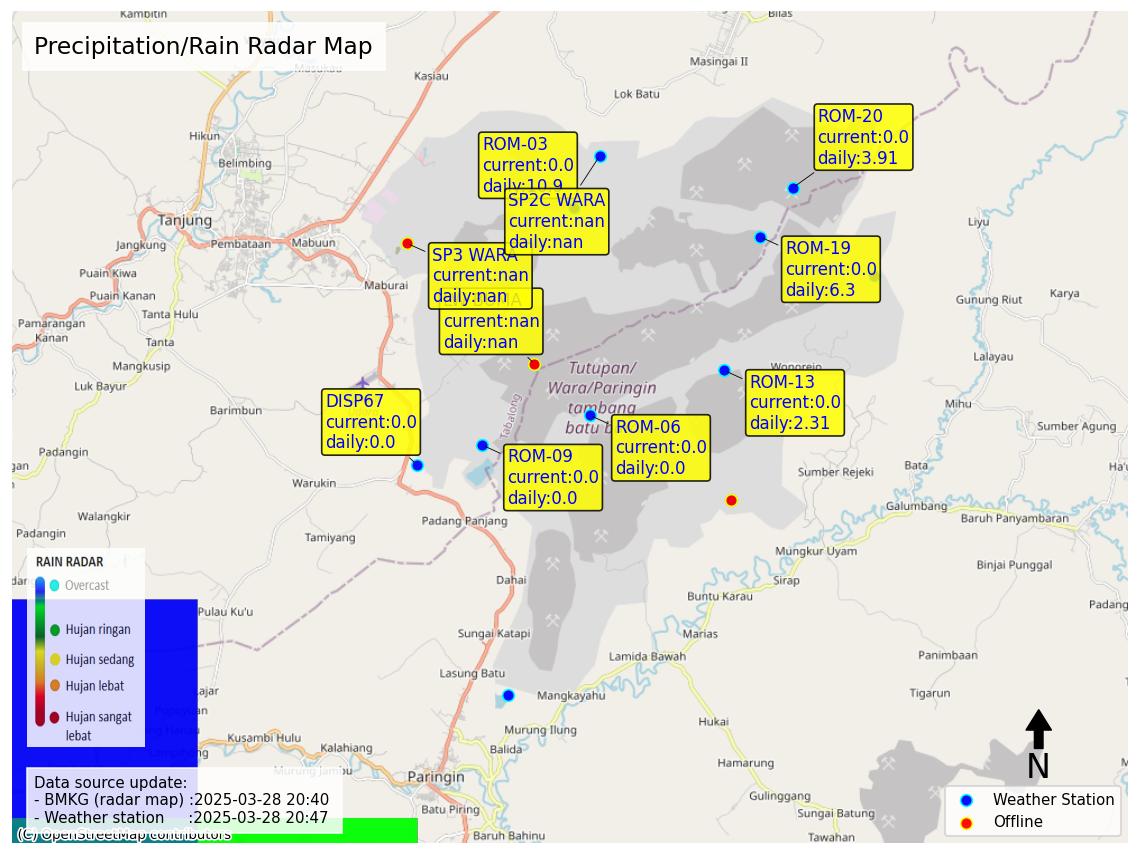 Precipitation/Rain Radar Map
Kambitin
Bilas
Masingai II
Kasiau
Lok Batu
Hikun
Belimbing
ROM-20
current:0.0
daily:3.91
ROM-03
current:0.0
daily:10.9
SP2C WARA
current:nan
daily:nan
Tanjung
Jangkung
Pembataan
Mabuun
Liyu
SP3 WARA
current:nan
daily:nan
ROM-19
current:0.0
daily:6.3
Puain Kiwa
Maburai
Puain Kanan
Gunung Riut
Karya
Tanta Hulu
current:nan
daily:nan
Pamarangan
Kanan
Tanta
Mangkusip
Lalayau
Wonorejo
Luk Bayur
Tutupan/
Wara/Paringin
tambang
batu b
Tabalong
ROM-13
current:0.0
daily:2.31
Barimbun
Mihu
DISP67
current:0.0
daily:0.0
ROM-06
current:0.0
daily:0.0
Sumber Agung
Padangin
ROM-09
current:0.0
daily:0.0
Bata
Sumber Rejeki
Warukin
Galumbang
Walangkir
Padang Panjang
Baruh Panyambaran
Padangin
Tamiyang
Mungkur Uyam
Binjai Punggal
Dahai
Sirap
Buntu Karau
Padang
Pulau Ku'u
Sungai Katapi
Marias
Lamida Bawah
Panimbaan
Lasung Batu
Mangkayahu
Tigarun
Hukai
Murung Ilung
Kusambi Hulu
Kalahiang
Balida
Hamarung
Murung Jambu
Paringin
Gulinggang
Batu Piring
Sungai Batung
Baruh Bahinu
Tawahan
RAIN RADAR
Overcast
Hujan ringan
Hujan sedang
Hujan lebat
Hujan sangat
lebat
Data source update:
- BMKG (radar map) :2025-03-28 20:40
- Weather station :2025-03-28 20:47
(C) OpenStreetMap contributors
N
Weather Station
Offline